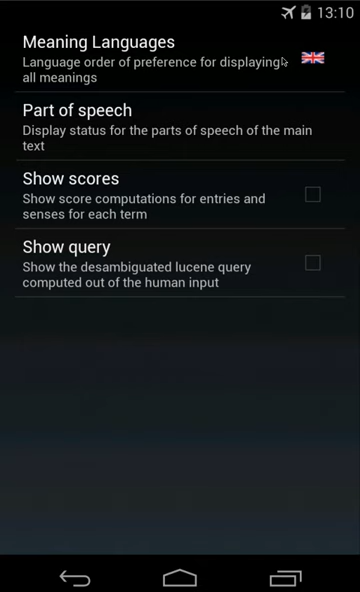 13:10
Meaning Languages
Language order of preference for displaying
all meanings
Part of speech
Display status for the parts of speech of the main
text
Show scores
Show score computations for entries and
senses for each term
Show query
Show the desambiguated lucene query
computed out of the human input